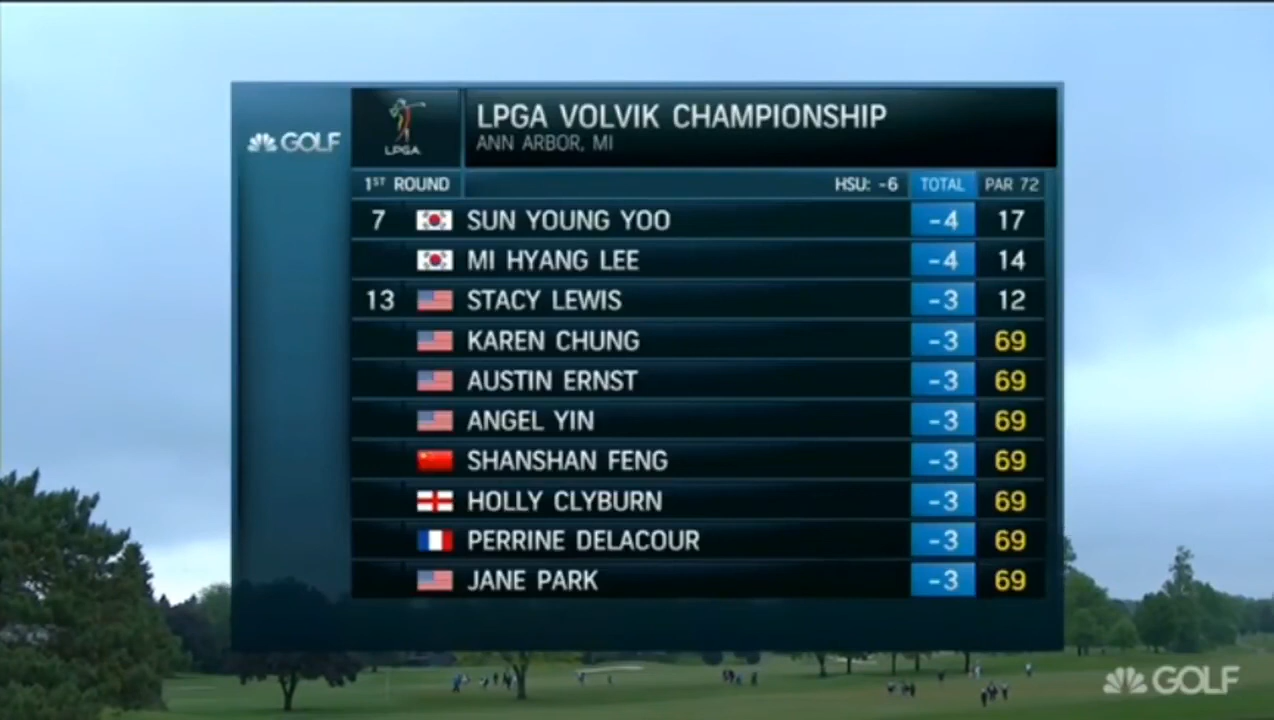 LPGA VOLVIK CHAMPIONSHIP
GOLF
LPGA
ANN ARBOR, MI
1ST ROUND HSU: -6 TOTAL PAR 72
7 SUN YOUNG YOO -4 17
MI HYANG LEE -4 14
13 STACY LEWIS -3 12
KAREN CHUNG -3 69
AUSTIN ERNST -3 69
ANGEL YIN -3 69
SHANSHAN FENG -3 69
HOLLY CLYBURN -3 69
PERRINE DELACOUR -3 69
JANE PARK -3 69
GOLF